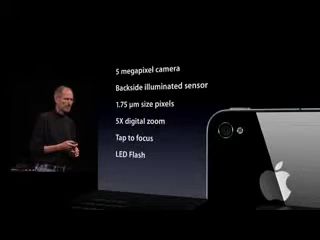 5 megapixel camera
Backside illuminated sensor
1.75 µm size pixels
5X digital zoom
Tap to focus
LED Flash